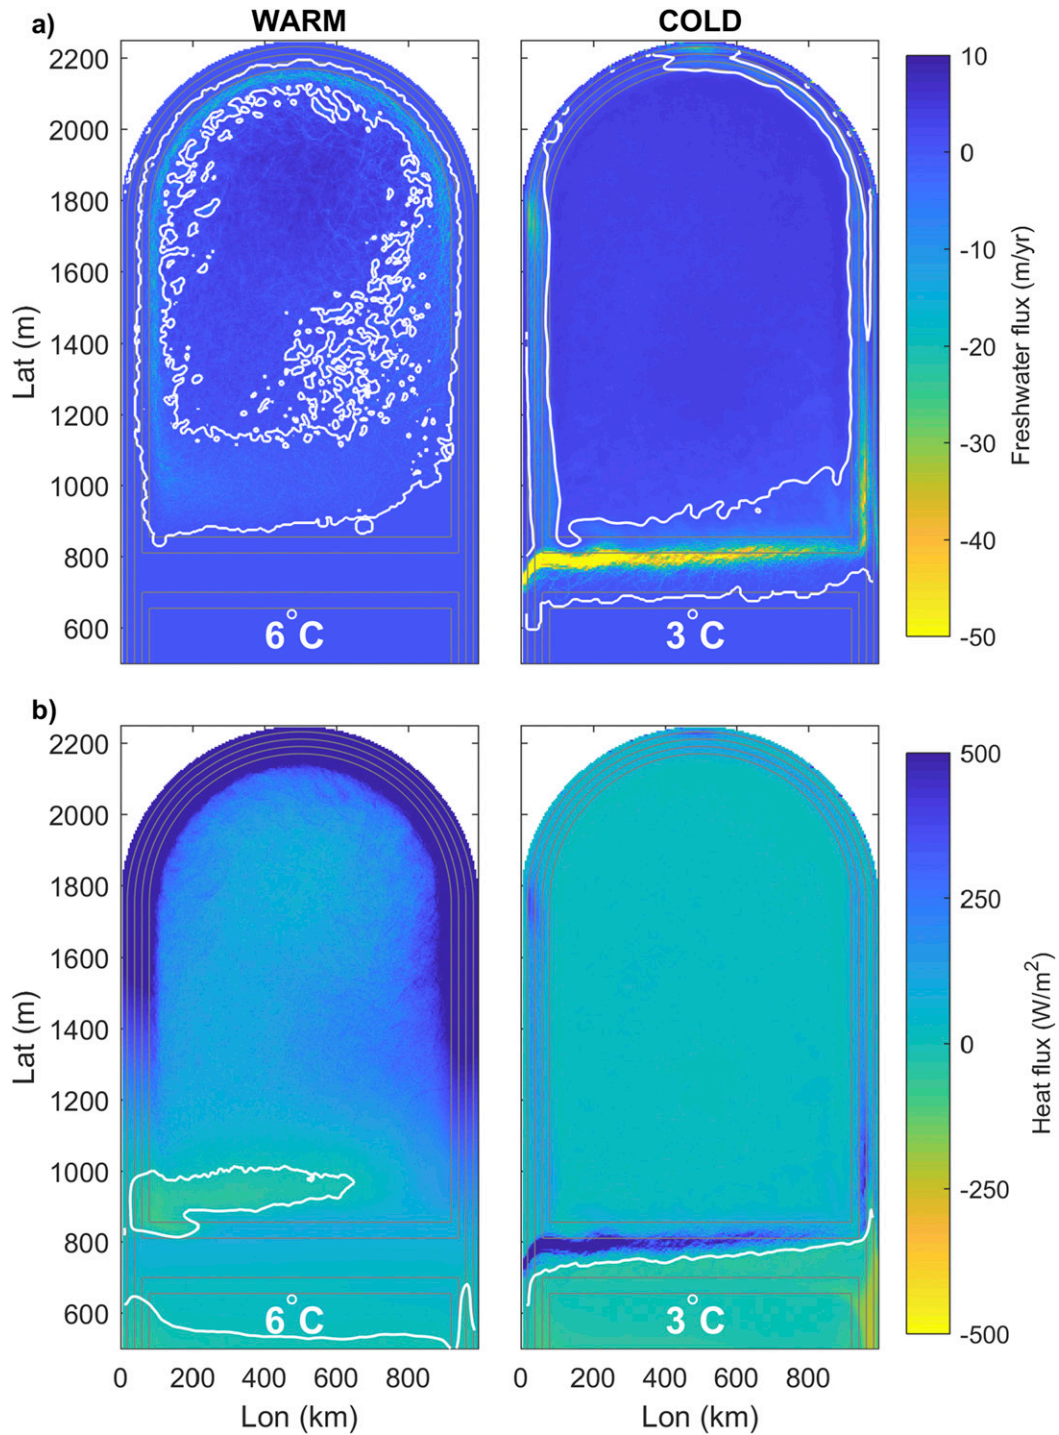 a)
WARM
COLD
2200
2000
1800
1600
1400
1200
1000
800
600
Lat (m)
6°C
3°C
10
0
-10
-20
-30
-40
-50
Freshwater flux (m/yr)
b)
2200
2000
1800
1600
1400
1200
1000
800
600
Lat (m)
6°C
3°C
0 200 400 600 800
Lon (km)
0 200 400 600 800
Lon (km)
500
250
0
-250
-500
Heat flux (W/m²)